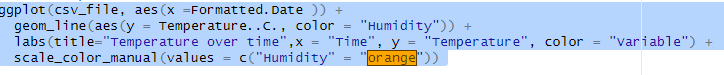 ggplot(csv_file, aes(x =Formatted.Date )) +
geom_line(aes(y = Temperature..C., color = "Humidity")) +
labs(title="Temperature over time",x = "Time", y = "Temperature", color = "Variable") +
scale_color_manual(values = c("Humidity" = "orange"))